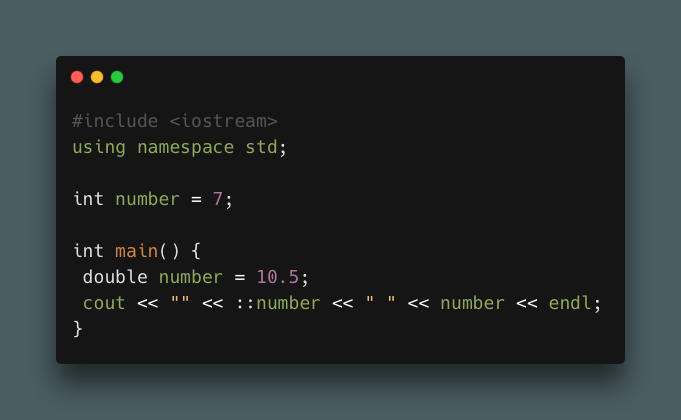 #include <iostream>
using namespace std;
int number = 7;
int main() {
double number = 10.5;
cout << "" << ::number << " " << number << endl;
}